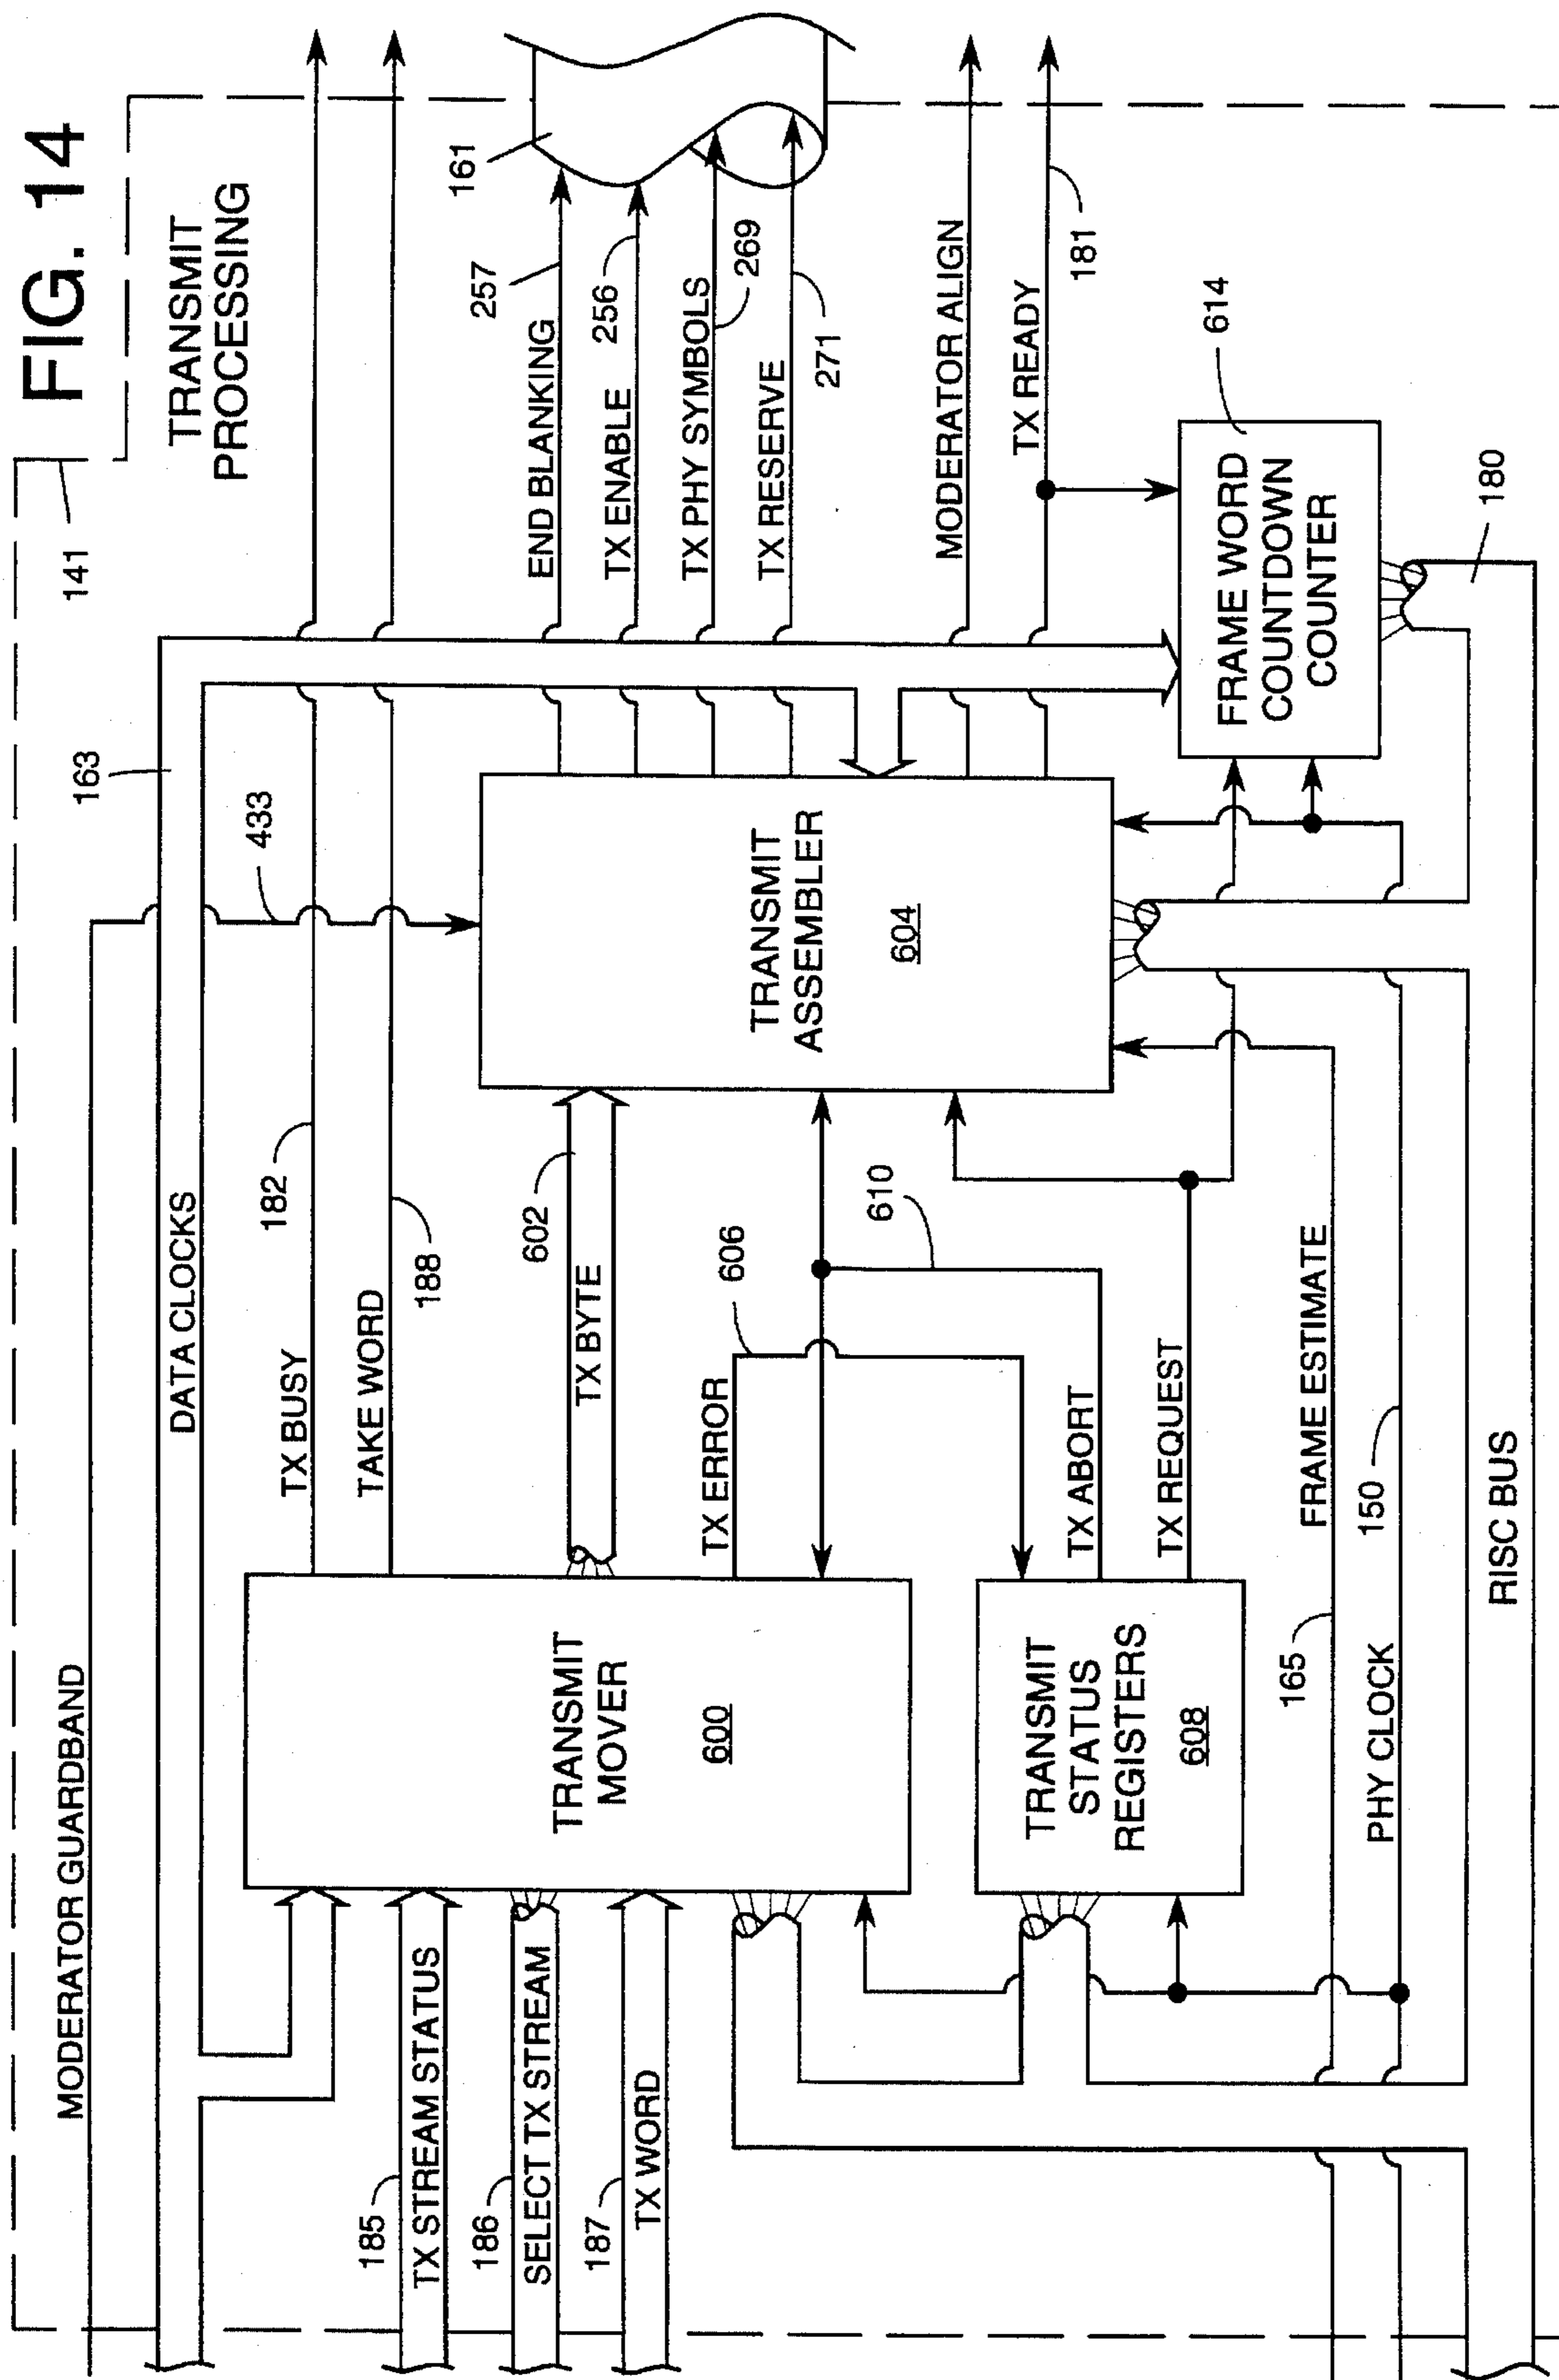 FIG. 14
TRANSMIT
PROCESSING
141
MODERATOR GUARDBAND
433
163
DATA CLOCKS
TX BUSY
182
TAKE WORD
188
185
TX STREAM STATUS
186
SELECT TX STREAM
187
TX WORD
TRANSMIT
MOVER
600
602
TX BYTE
TX ERROR
606
610
TX ABORT
TX REQUEST
TRANSMIT
STATUS
REGISTERS
608
TRANSMIT
ASSEMBLER
604
161
END BLANKING
257
TX ENABLE
256
TX PHY SYMBOLS
269
TX RESERVE
271
MODERATOR ALIGN
TX READY
181
FRAME WORD
COUNTDOWN
COUNTER
614
180
165
FRAME ESTIMATE
PHY CLOCK
150
RISC BUS